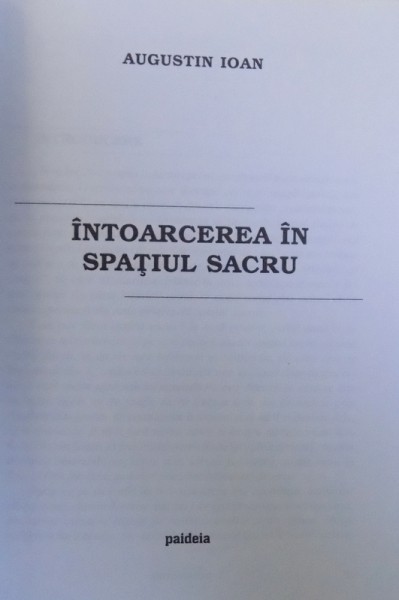 AUGUSTIN IOAN
ÎNTOARCEREA ÎN
SPAŢIUL SACRU
paideia